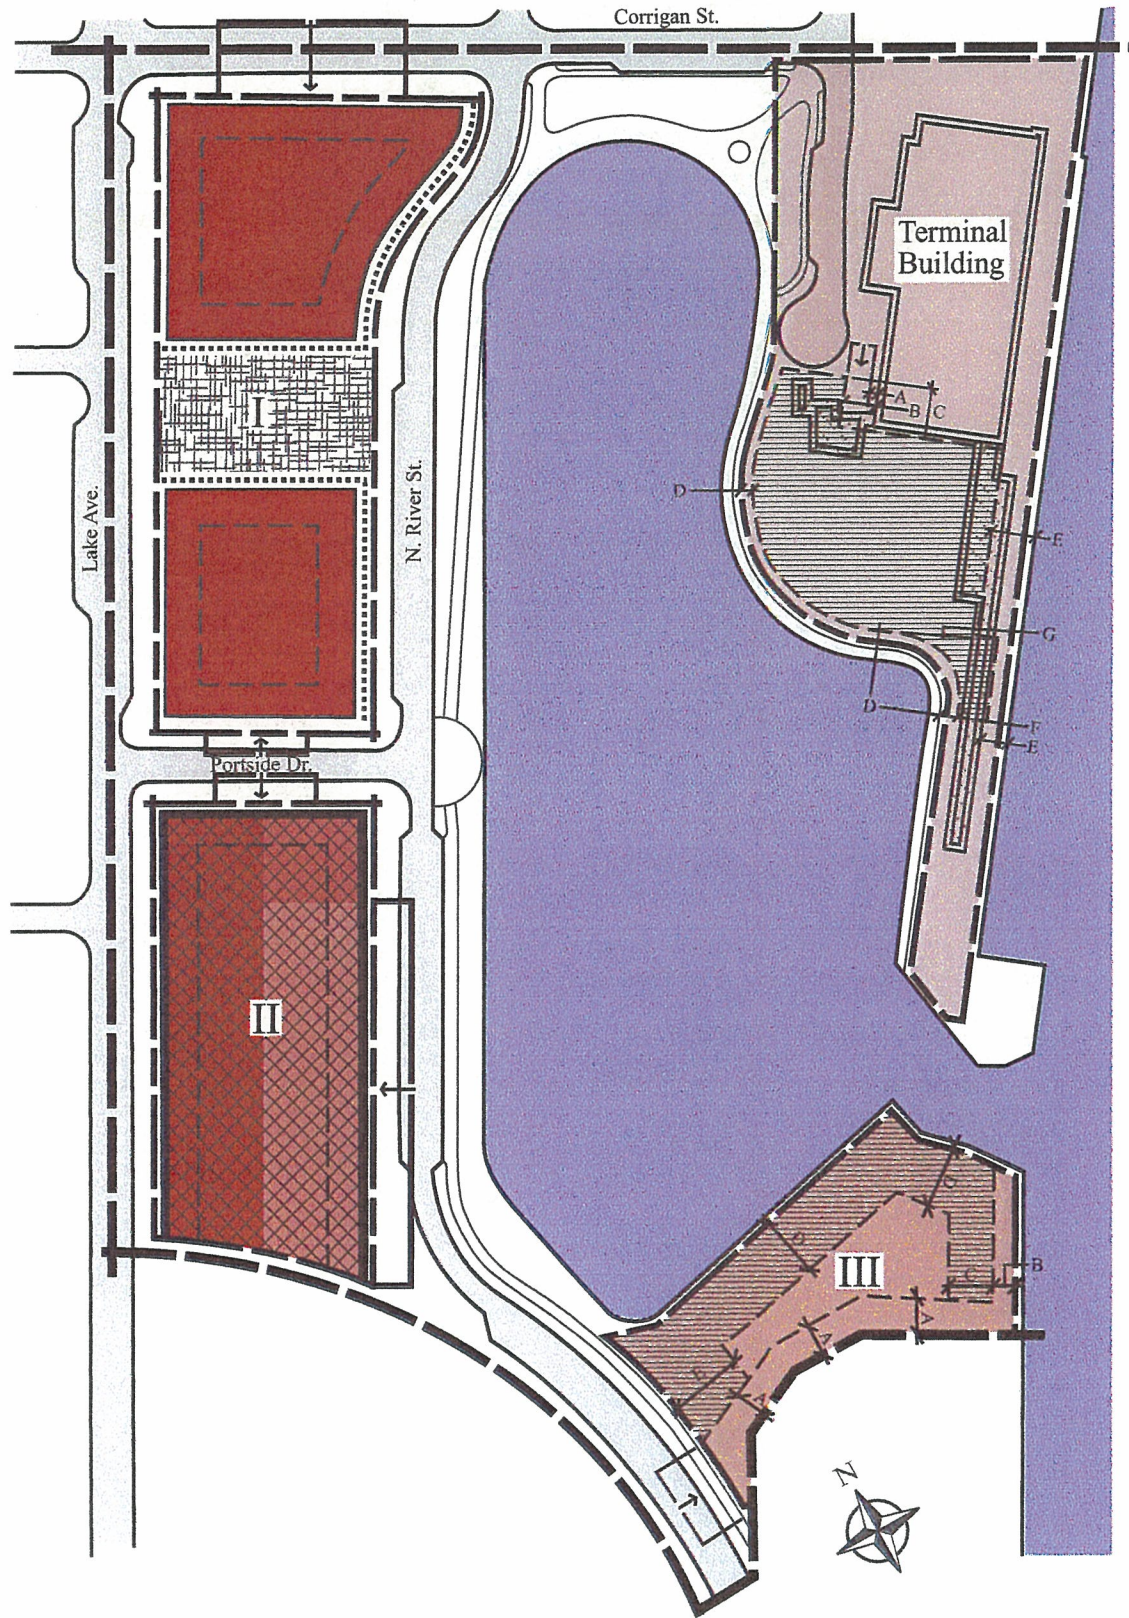 Corrigan St.
Terminal
Building
A
B
C
I
D
Lake Ave.
N. River St.
E
G
D
F
E
Portside Dr.
II
D
D
III
C
B
A
A
E
A
N